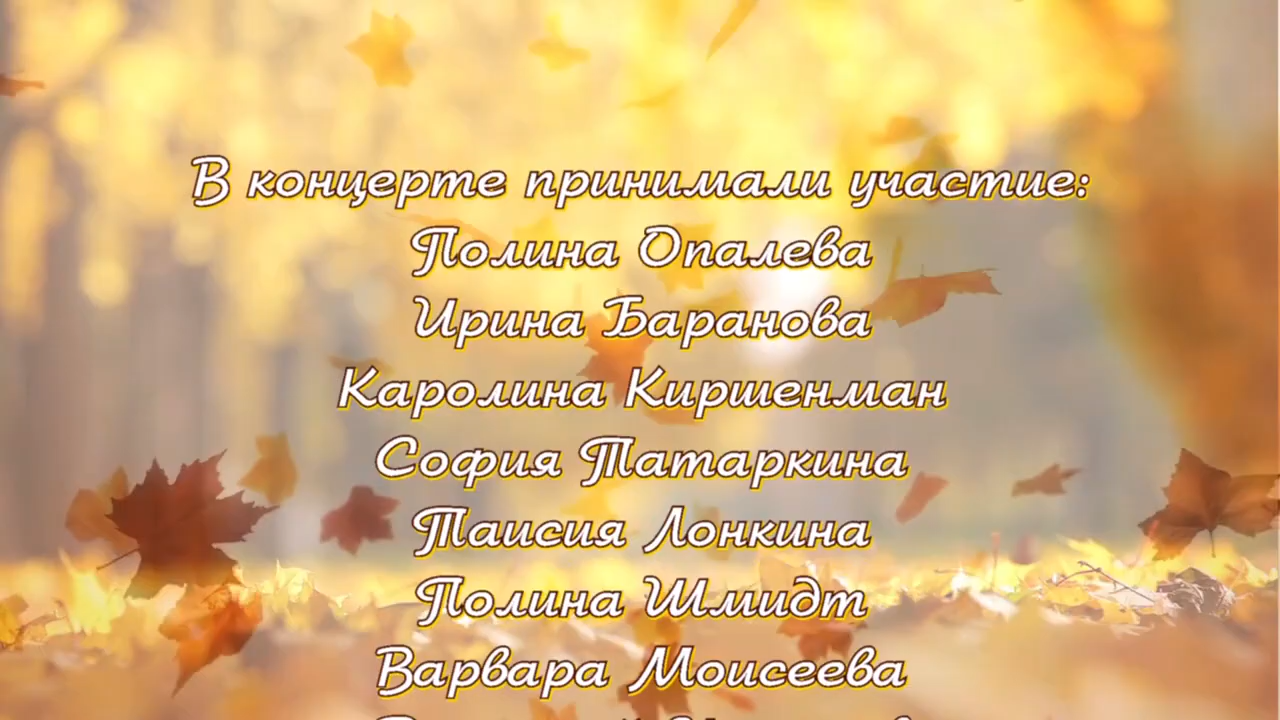 В концерте принимали участие:
Полина Опалева
Ирина Баранова
Каролина Киршенман
София Татаркина
Таисия Лонкина
Полина Шмидт
Варвара Моисеева